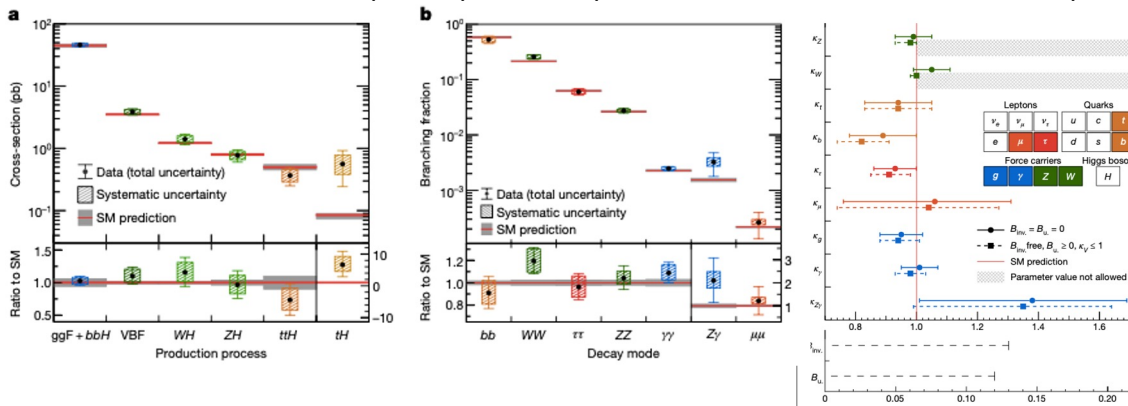 a
Cross-section (pb)
10²
10¹
10⁰
10⁻¹
Data (total uncertainty)
Systematic uncertainty
SM prediction
Ratio to SM
1.5
1.0
0.5
10
0
−10
ggF + bbH VBF WH ZH ttH tH
Production process
b
Branching fraction
1
10⁻¹
10⁻²
10⁻³
Data (total uncertainty)
Systematic uncertainty
SM prediction
Ratio to SM
1.2
1.0
0.8
3
2
1
bb WW ττ ZZ γγ Zγ μμ
Decay mode
κZ
κW
κt
κb
κτ
κμ
κg
κγ
κZγ
Leptons Quarks
νe νμ ντ u c t
e μ τ d s b
Force carriers Higgs boso
g γ Z W H
Binv. = Bu. = 0
Binv. free, Bu. ≥ 0, κV ≤ 1
SM prediction
Parameter value not allowed
0.8 1.0 1.2 1.4 1.6
inv.
Bu.
0 0.05 0.10 0.15 0.20